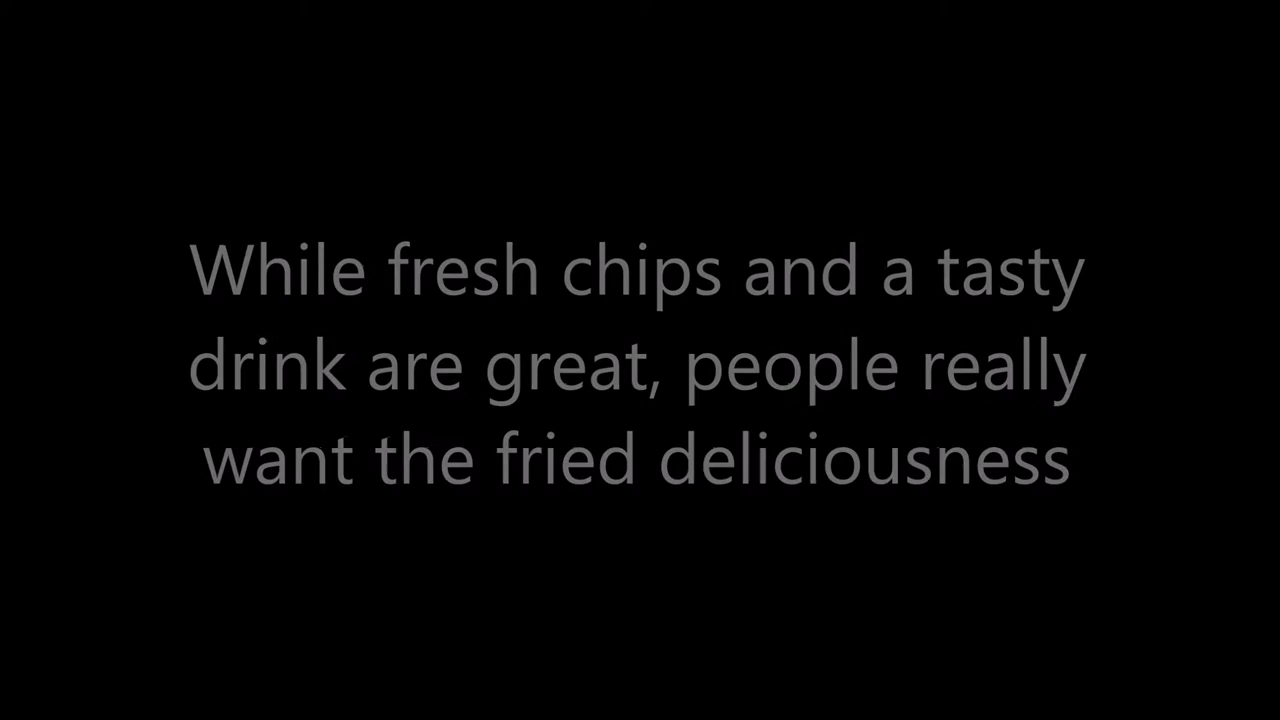 While fresh chips and a tasty
drink are great, people really
want the fried deliciousness